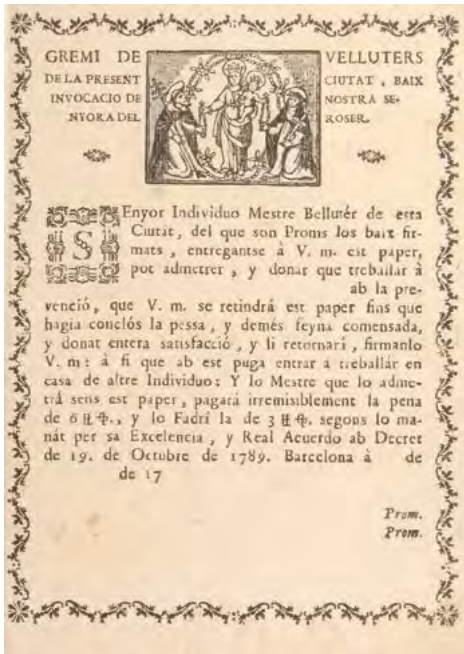 GREMI DE VELLUTERS
DE LA PRESENT CIUTAT, BAIX
INVOCACIO DE NOSTRA SE-
NYORA DEL ROSER.
SEnyor Individuo Mestre Bellutér de esta
Ciutat, del que son Proms los baix fir-
mats, entregantse à V. m. est paper,
pot admetrer, y donar que treballar à
ab la pre-
venció, que V. m. se retindrá est paper fins que
hagia conclós la pessa, y demés feyna comensada,
y donat entera satisfacció, y li retornará, firmanlo
V. m: à fi que ab est puga entrar à treballar en
casa de altre Individuo: Y lo Mestre que lo adme-
trá sens est paper, pagará irremisiblement la pena
de 6 ₶, y lo Fadrí la de 3 ₶ segons lo ma-
nát per sa Excelencia, y Real Acuerdo ab Decret
de 19. de Octubre de 1789. Barcelona à de
de 17
Prom.
Prom.